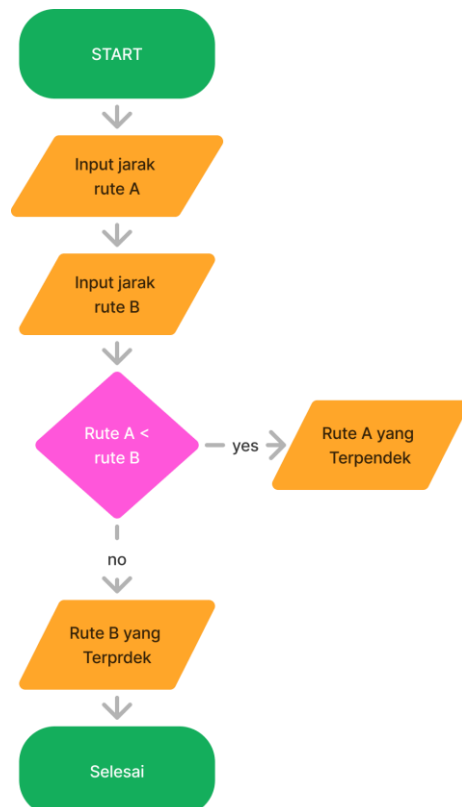 START
Input jarak
rute A
Input jarak
rute B
Rute A <
rute B
yes
Rute A yang
Terpendek
no
Rute B yang
Terprdek
Selesai